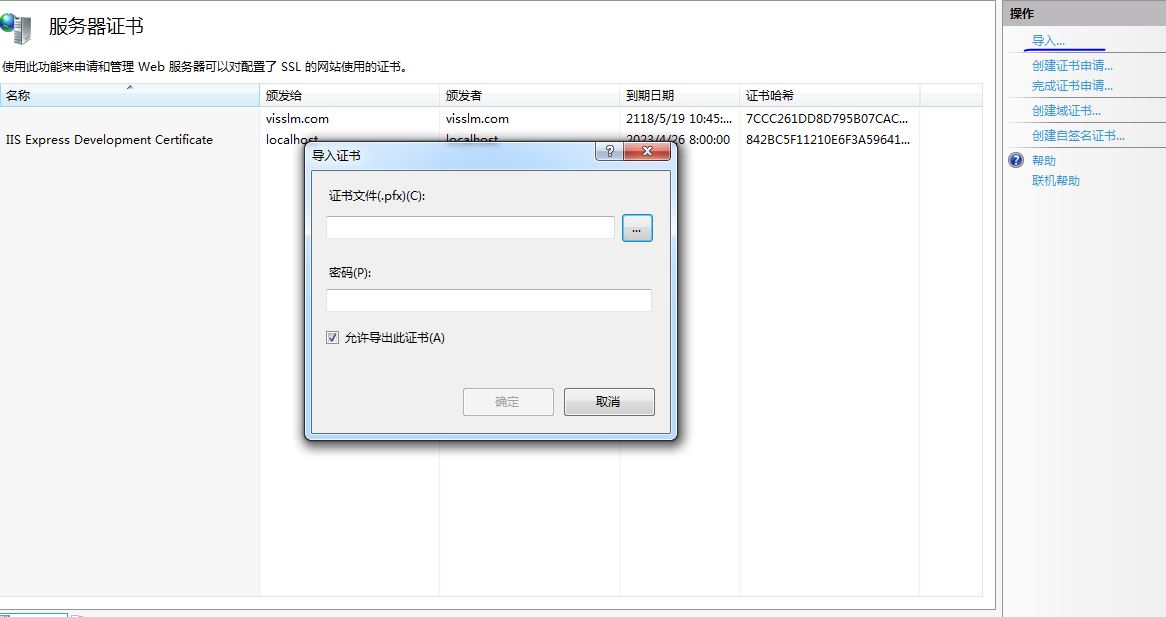 服务器证书
使用此功能来申请和管理 Web 服务器可以对配置了 SSL 的网站使用的证书。
名称 颁发给 颁发者 到期日期 证书哈希
visslm.com visslm.com 2118/5/19 10:45:... 7CCC261DD8D795B07CAC...
IIS Express Development Certificate localhost localhost 2023/4/26 8:00:00 842BC5F11210E6F3A59641...
导入证书
?
证书文件(.pfx)(C):
...
密码(P):
允许导出此证书(A)
确定 取消
操作
导入...
创建证书申请...
完成证书申请...
创建域证书...
创建自签名证书...
? 帮助
联机帮助